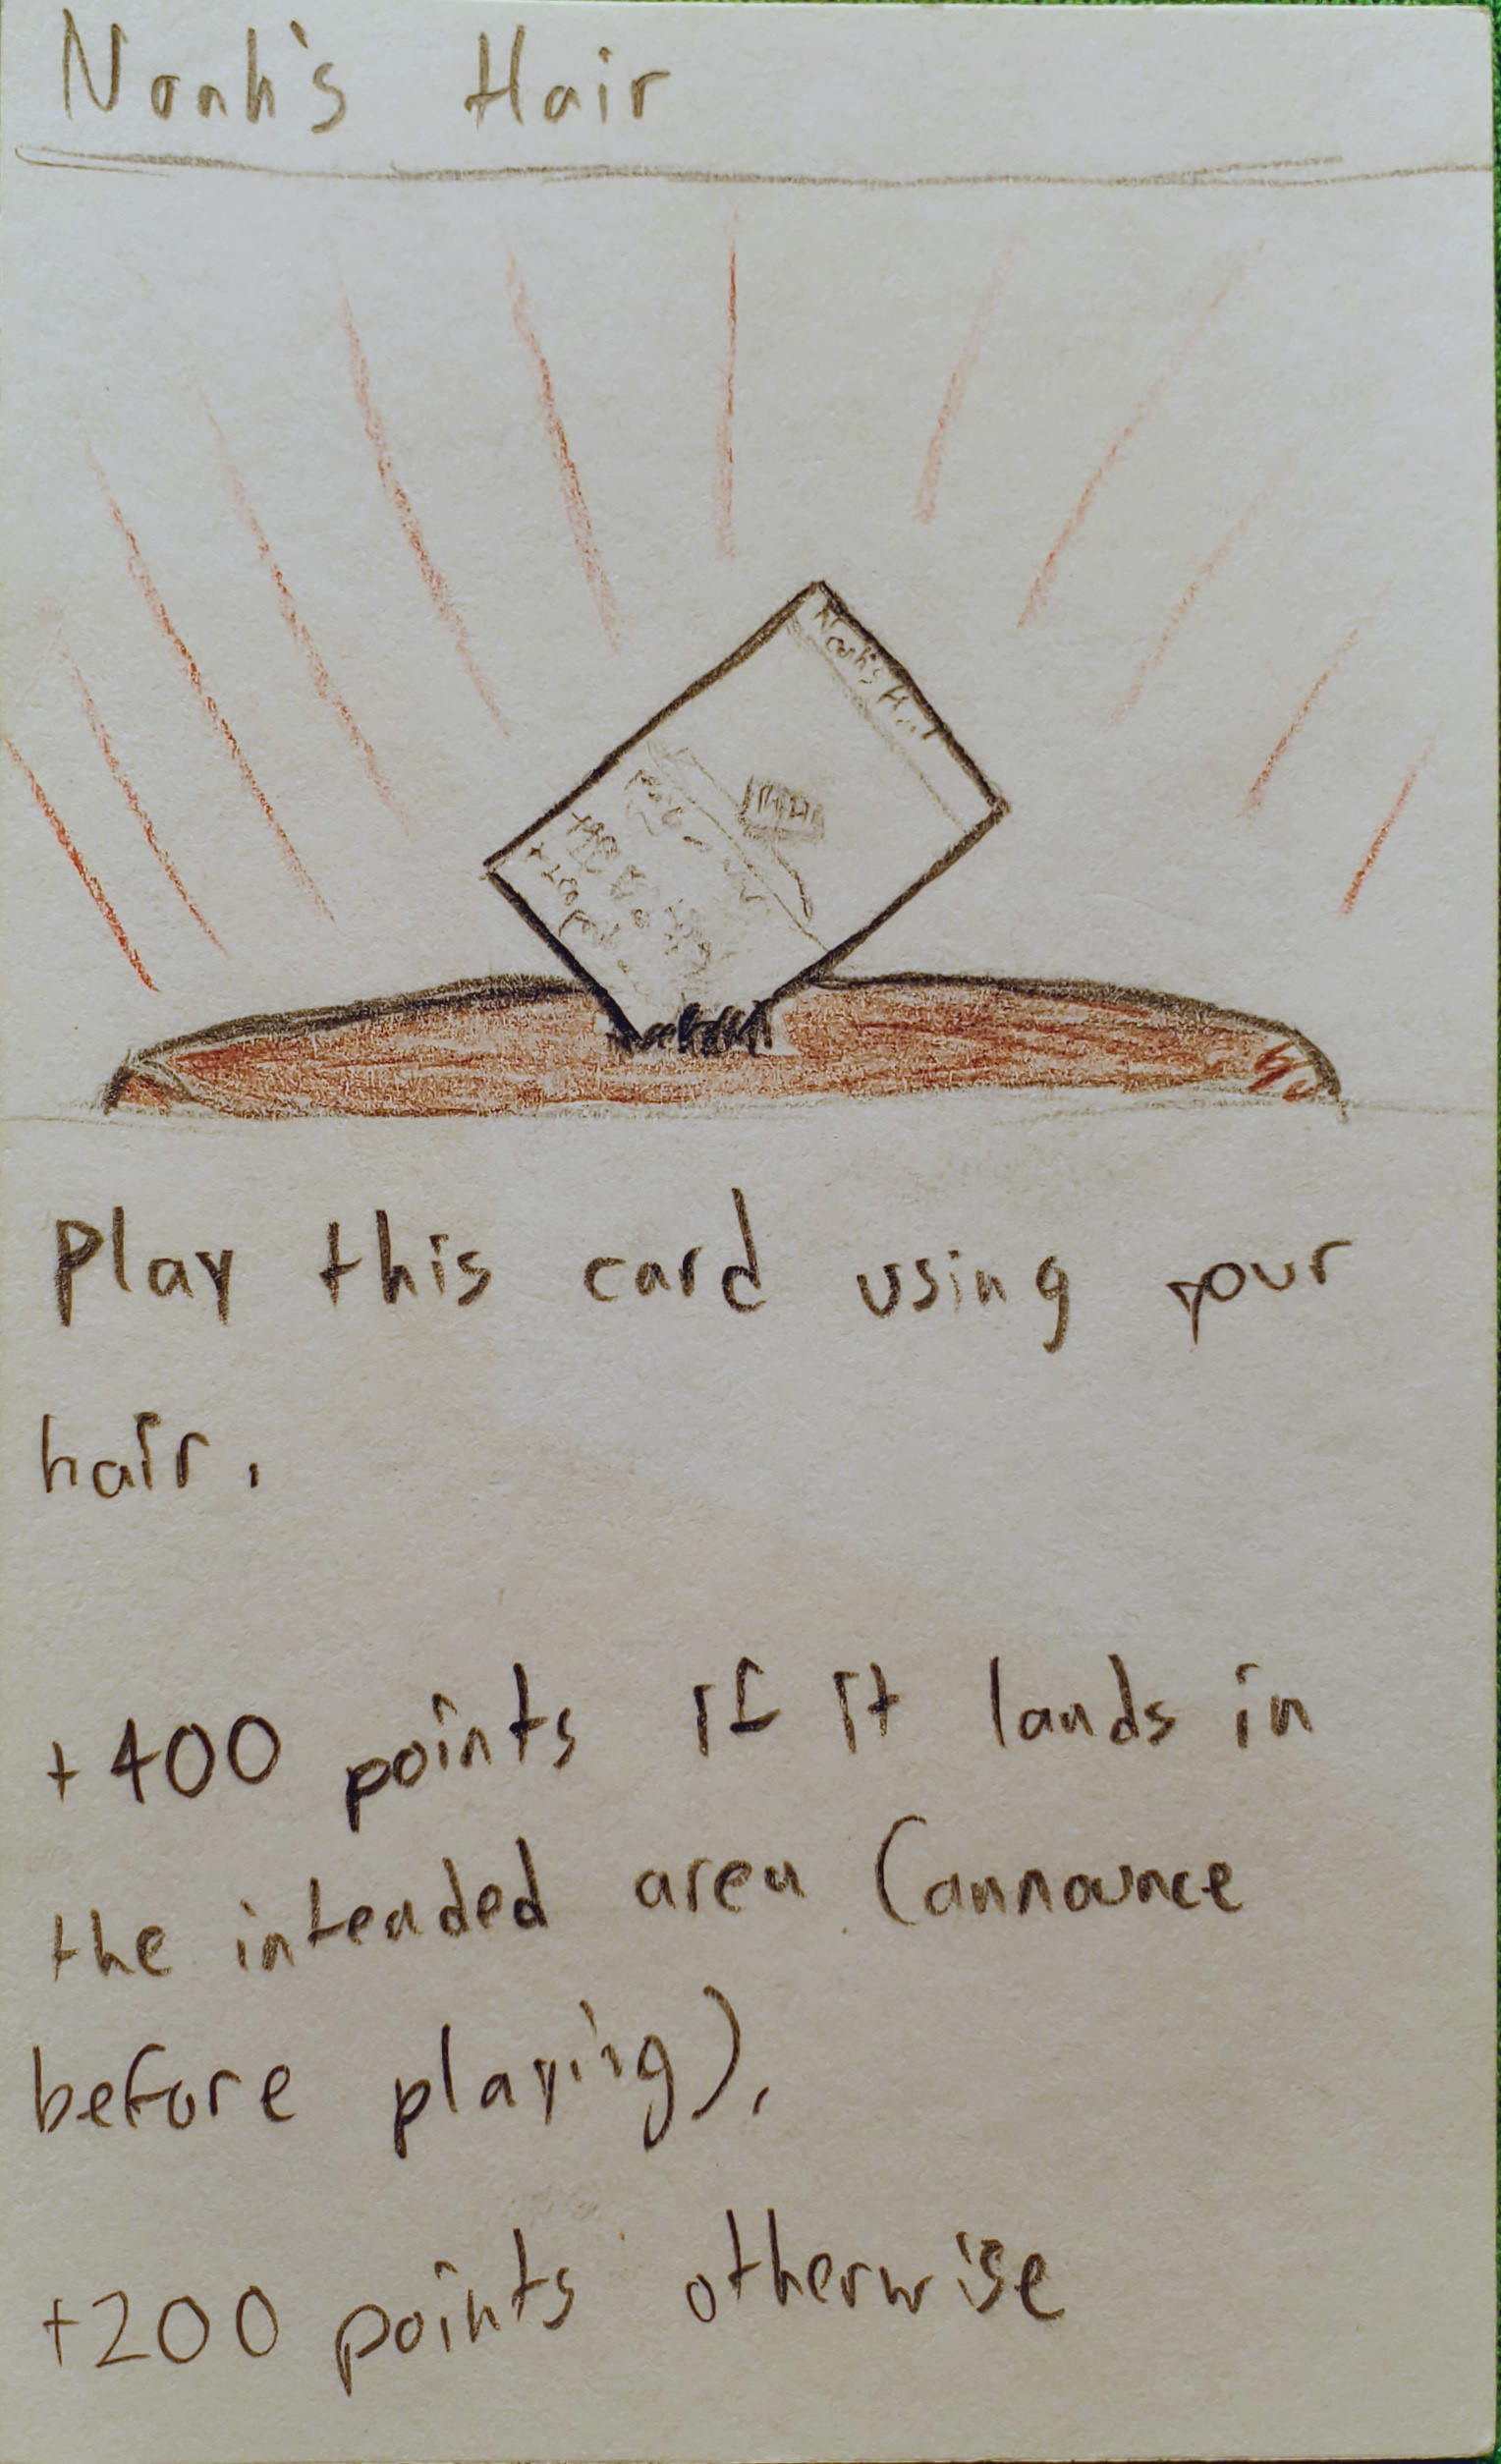 Noah's Hair
Noah's Hair
Play this card using your
hair.
+400 points if it lands in
the intended area (announce
before playing),
+200 points otherwise